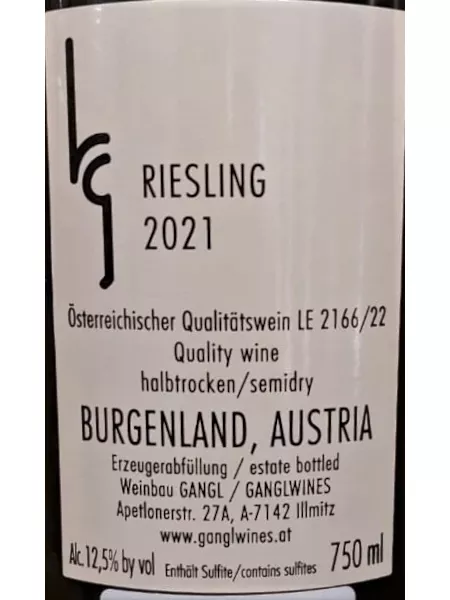 RIESLING
2021
Österreichischer Qualitätswein LE 2166/22
Quality wine
halbtrocken/semidry
BURGENLAND, AUSTRIA
Erzeugerabfüllung / estate bottled
Weinbau GANGL / GANGLWINES
Apetlonerstr. 27A, A-7142 Illmitz
www.ganglwines.at
Alc.12,5% by vol Enthält Sulfite/contains sulfites 750 ml